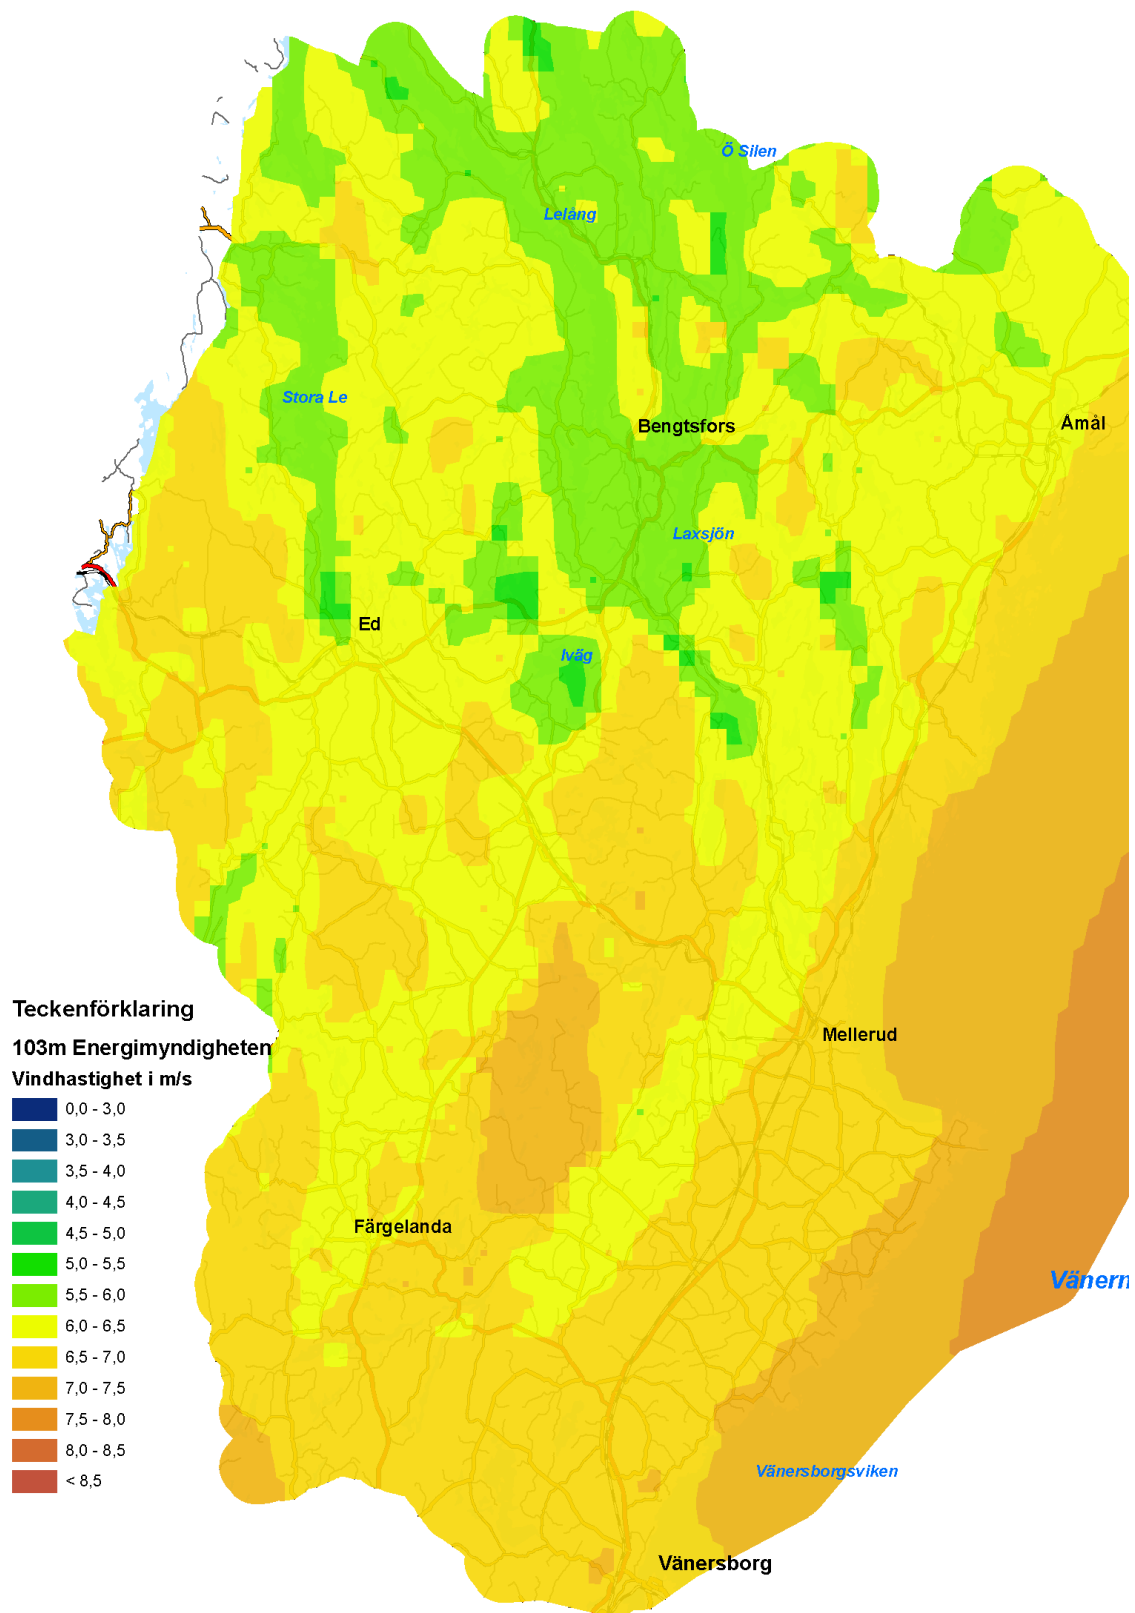 Ö Silen
Lelång
Stora Le
Bengtsfors
Åmål
Laxsjön
Ed
Iväg
Teckenförklaring
103m Energimyndigheten
Vindhastighet i m/s
0,0 - 3,0
3,0 - 3,5
3,5 - 4,0
4,0 - 4,5
4,5 - 5,0
5,0 - 5,5
5,5 - 6,0
6,0 - 6,5
6,5 - 7,0
7,0 - 7,5
7,5 - 8,0
8,0 - 8,5
< 8,5
Mellerud
Färgelanda
Vänern
Vänersborgsviken
Vänersborg